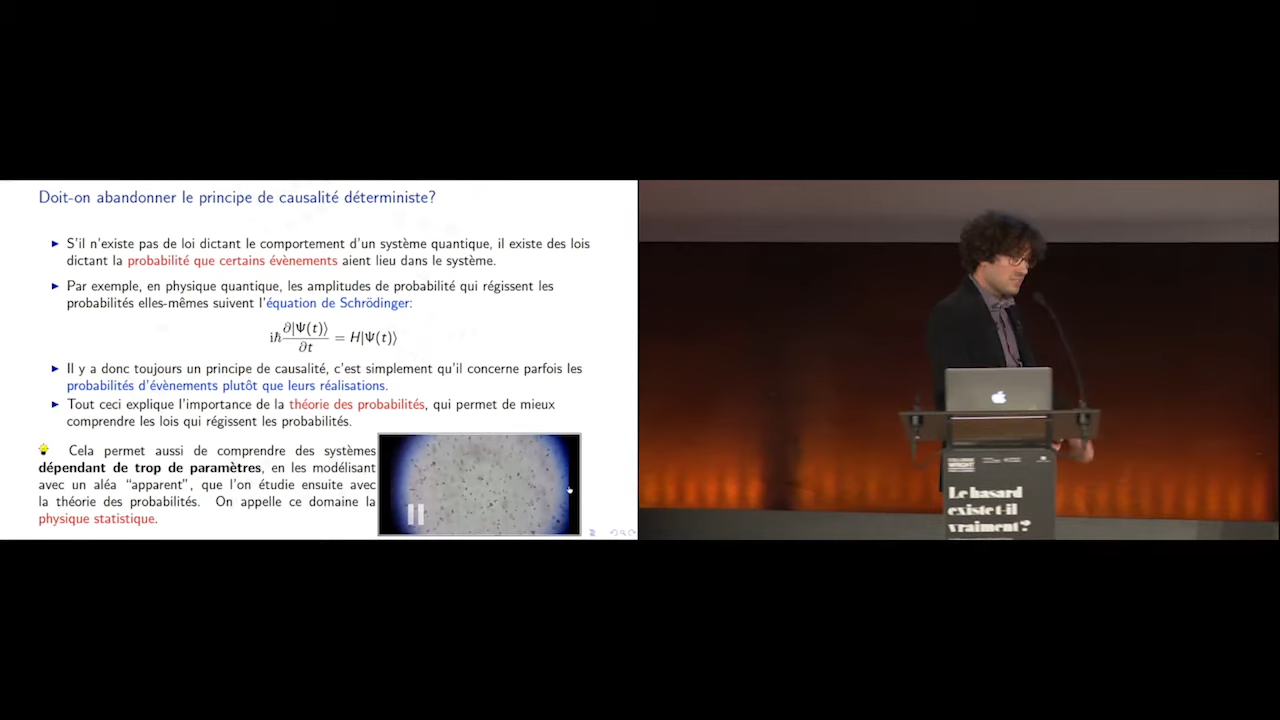 Doit-on abandonner le principe de causalité déterministe?
► S'il n'existe pas de loi dictant le comportement d'un système quantique, il existe des lois
dictant la probabilité que certains évènements aient lieu dans le système.
► Par exemple, en physique quantique, les amplitudes de probabilité qui régissent les
probabilités elles-mêmes suivent l'équation de Schrödinger:
iℏ ∂|Ψ(t)⟩/∂t = H|Ψ(t)⟩
► Il y a donc toujours un principe de causalité, c'est simplement qu'il concerne parfois les
probabilités d'évènements plutôt que leurs réalisations.
► Tout ceci explique l'importance de la théorie des probabilités, qui permet de mieux
comprendre les lois qui régissent les probabilités.
Cela permet aussi de comprendre des systèmes
dépendant de trop de paramètres, en les modélisant
avec un aléa "apparent", que l'on étudie ensuite avec
la théorie des probabilités. On appelle ce domaine la
physique statistique.
WRIGHT
Le hasard
existe t-il
vraiment ?